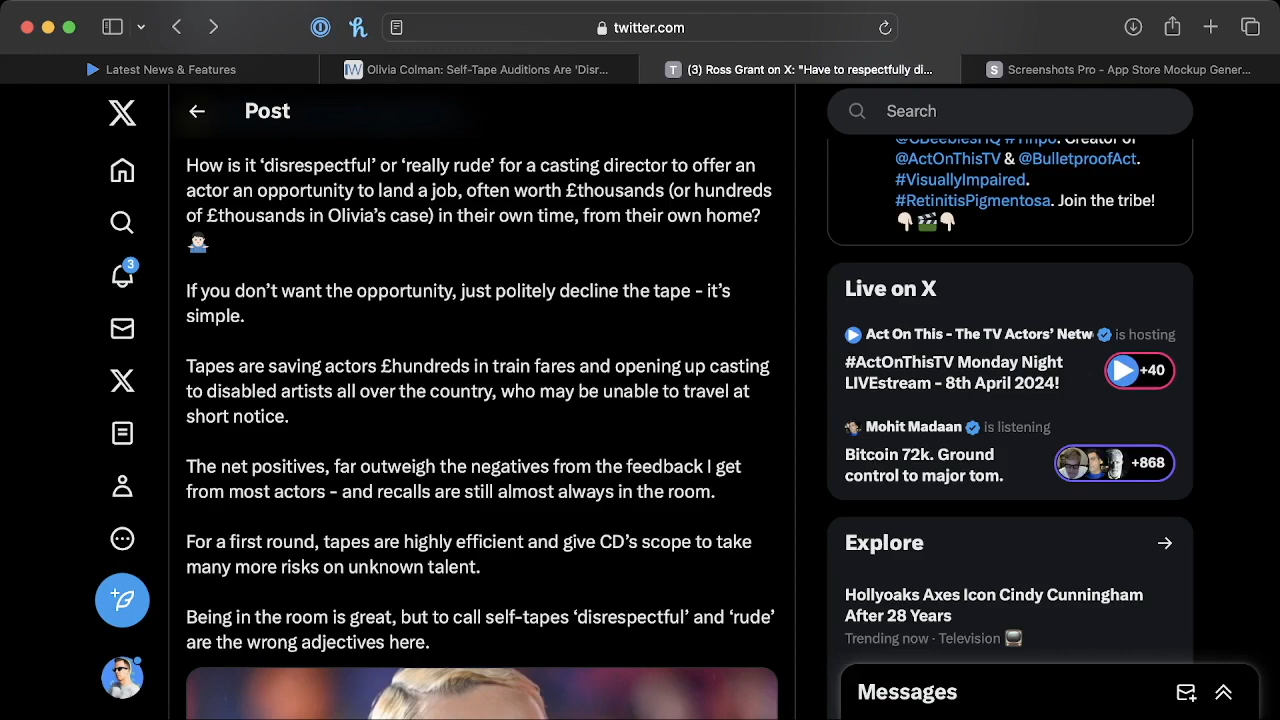 twitter.com
Latest News & Features
Olivia Colman: Self-Tape Auditions Are 'Disr...
(3) Ross Grant on X: "Have to respectfully di...
Screenshots Pro - App Store Mockup Gener...
Post
How is it ‘disrespectful’ or ‘really rude’ for a casting director to offer an
actor an opportunity to land a job, often worth £thousands (or hundreds
of £thousands in Olivia’s case) in their own time, from their own home?
If you don’t want the opportunity, just politely decline the tape - it’s
simple.
Tapes are saving actors £hundreds in train fares and opening up casting
to disabled artists all over the country, who may be unable to travel at
short notice.
The net positives, far outweigh the negatives from the feedback I get
from most actors - and recalls are still almost always in the room.
For a first round, tapes are highly efficient and give CD’s scope to take
many more risks on unknown talent.
Being in the room is great, but to call self-tapes ‘disrespectful’ and ‘rude’
are the wrong adjectives here.
3
Search
@CBeebiesHQ #Tinpo. Creator of
@ActOnThisTV & @BulletproofAct.
#VisuallyImpaired.
#RetinitisPigmentosa. Join the tribe!
Live on X
Act On This - The TV Actors’ Netw is hosting
#ActOnThisTV Monday Night
LIVEstream - 8th April 2024!
+40
Mohit Madaan is listening
Bitcoin 72k. Ground
control to major tom.
+868
Explore
Hollyoaks Axes Icon Cindy Cunningham
After 28 Years
Trending now · Television
Messages